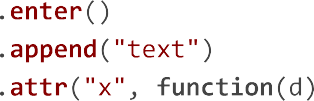 .enter()
.append("text")
.attr("x", function(d)